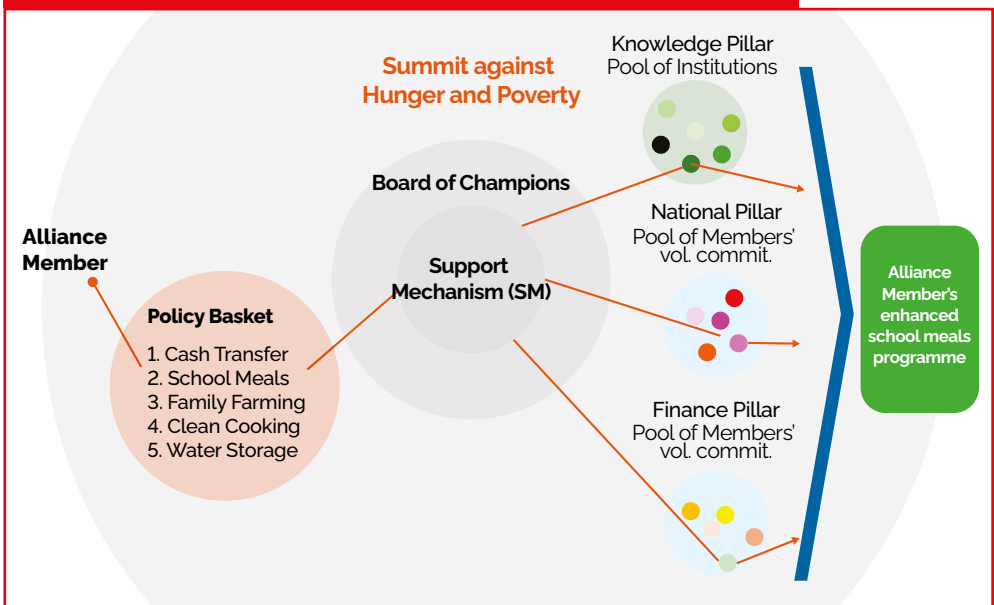 Summit against
Hunger and Poverty
Knowledge Pillar
Pool of Institutions
Board of Champions
Alliance
Member
Support
Mechanism (SM)
National Pillar
Pool of Members'
vol. commit.
Policy Basket
1. Cash Transfer
2. School Meals
3. Family Farming
4. Clean Cooking
5. Water Storage
Finance Pillar
Pool of Members'
vol. commit.
Alliance
Member's
enhanced
school meals
programme